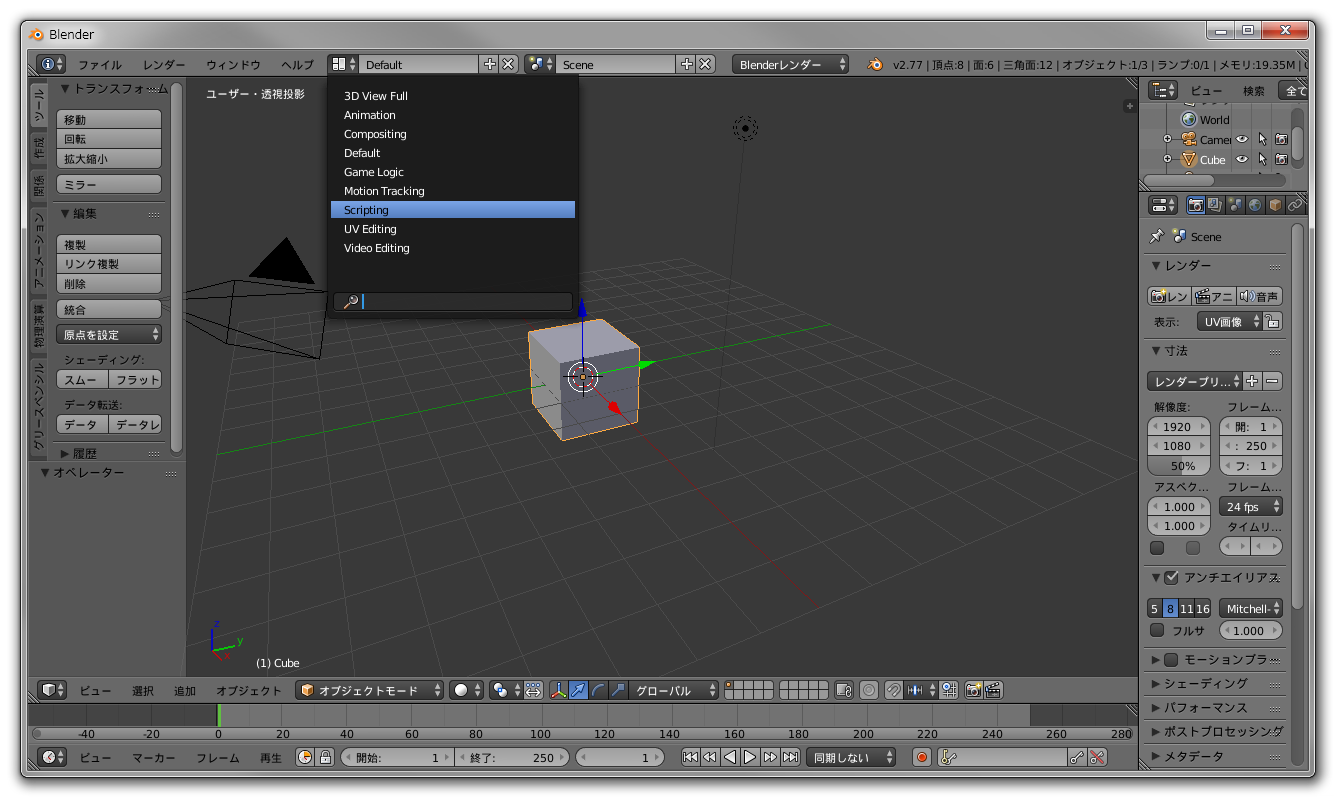 Blender
ファイル レンダー ウィンドウ ヘルプ Default Scene Blenderレンダー v2.77 | 頂点:8 | 面:6 | 三角面:12 | オブジェクト:1/3 | ランプ:0/1 | メモリ:19.35M |
ツール
作成
関係
アニメーション
物理演算
グリースペンシル
トランスフォーム
移動
回転
拡大縮小
ミラー
編集
複製
リンク複製
削除
統合
原点を設定
シェーディング:
スムー フラット
データ転送:
データ データレ
履歴
オペレーター
ユーザー・透視投影
3D View Full
Animation
Compositing
Default
Game Logic
Motion Tracking
Scripting
UV Editing
Video Editing
z
y
x
(1) Cube
ビュー 選択 追加 オブジェクト オブジェクトモード グローバル
ビュー 検索 全て
World
Camer
Cube
Scene
レンダー
レン アニ 音声
表示: UV画像
寸法
レンダープリ...
解像度: フレーム...
1920 開: 1
1080 : 250
50% フ: 1
アスペク... フレーム...
1.000 24 fps
1.000 タイムリ...
アンチエイリアス
5 8 11 16 Mitchell-
フルサ 1.000
モーションブラ
シェーディング
パフォーマンス
ポストプロセッシング
メタデータ
-40 -20 0 20 40 60 80 100 120 140 160 180 200 220 240 260 280
ビュー マーカー フレーム 再生 開始: 1 終了: 250 1 同期しない